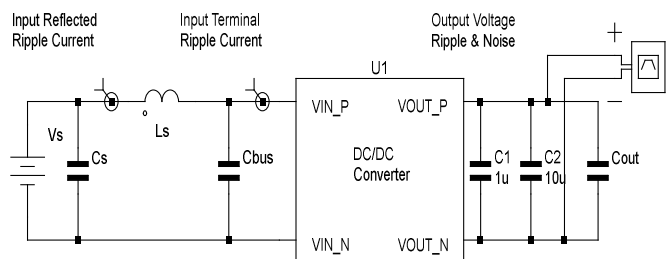 Input Reflected
Ripple Current
Input Terminal
Ripple Current
Output Voltage
Ripple & Noise
+
−
U1
Vs
Cs
Ls
Cbus
VIN_P
VOUT_P
DC/DC
Converter
VIN_N
VOUT_N
C1
1u
C2
10u
Cout